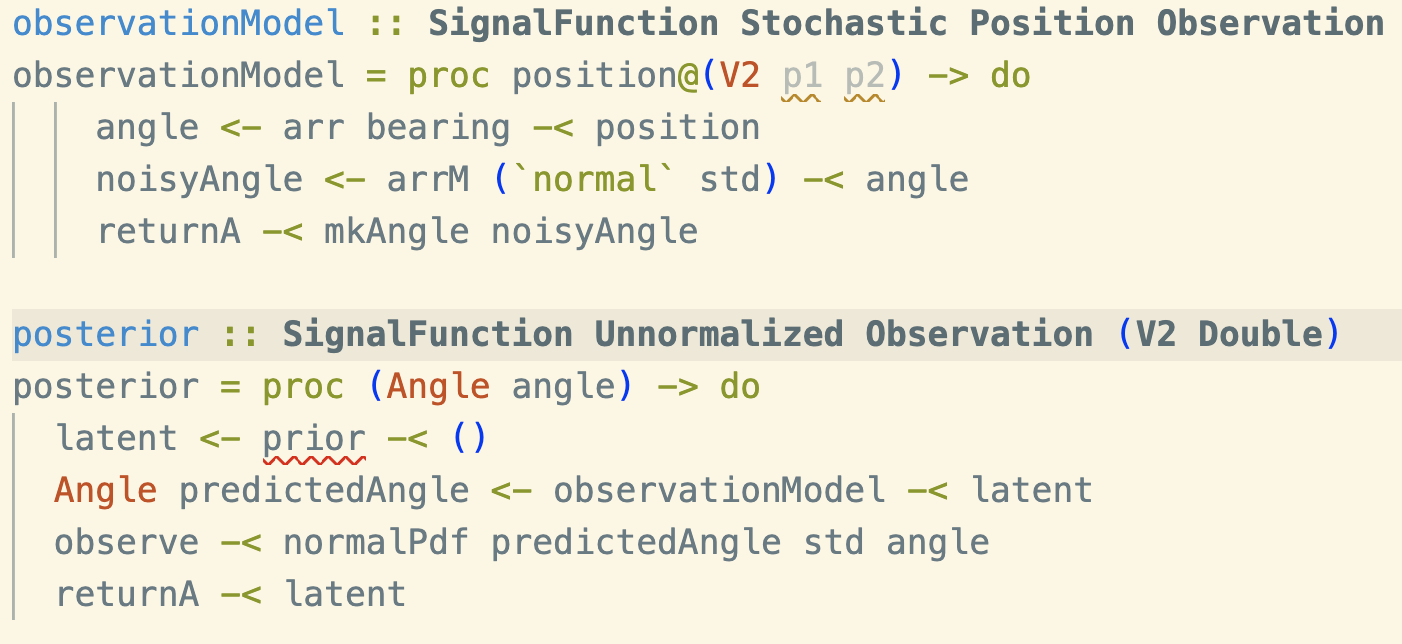 observationModel :: SignalFunction Stochastic Position Observation
observationModel = proc position@(V2 p1 p2) -> do
    angle <- arr bearing -< position
    noisyAngle <- arrM (`normal` std) -< angle
    returnA -< mkAngle noisyAngle

posterior :: SignalFunction Unnormalized Observation (V2 Double)
posterior = proc (Angle angle) -> do
  latent <- prior -< ()
  Angle predictedAngle <- observationModel -< latent
  observe -< normalPdf predictedAngle std angle
  returnA -< latent